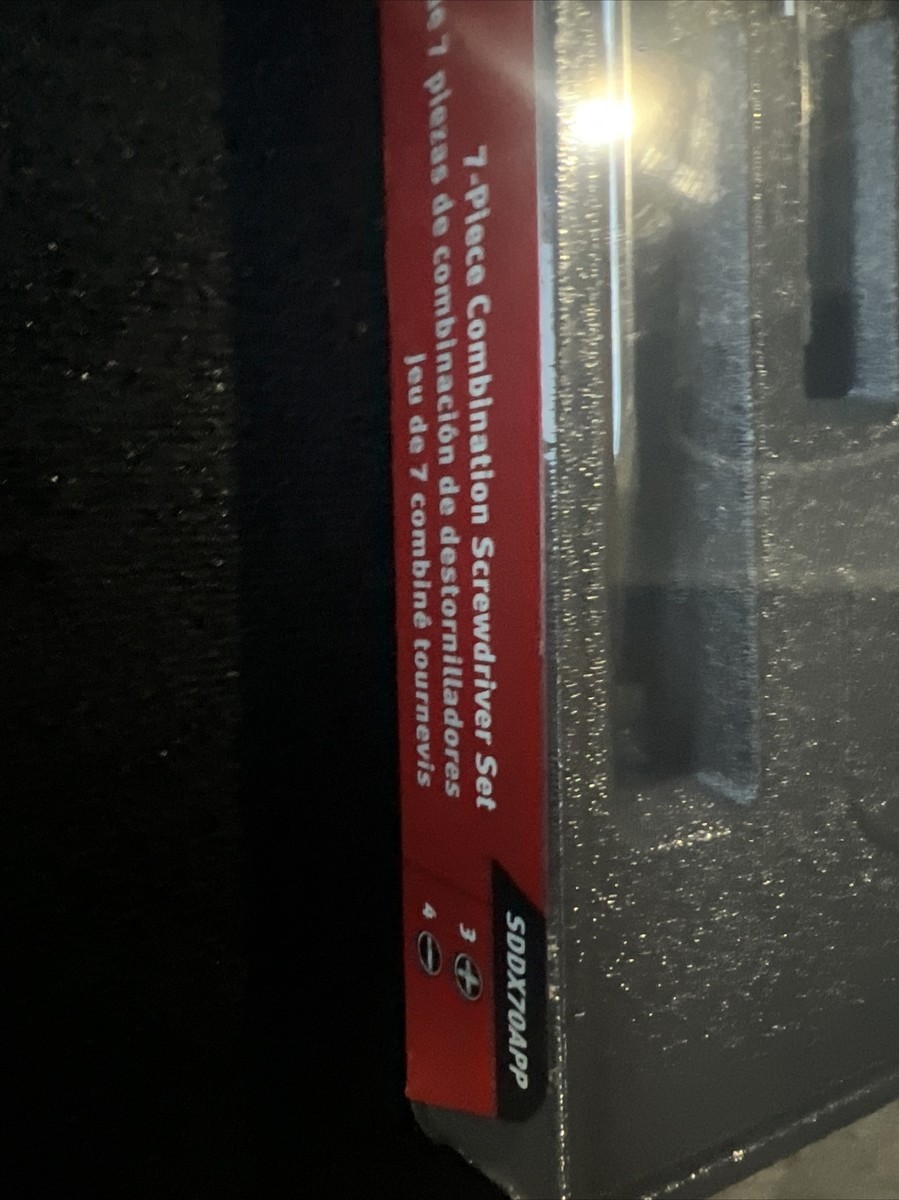 7-Piece Combination Screwdriver Set
7 piezas de combinación de destornilladores
Jeu de 7 combiné tournevis
SDDX70APP
3
4